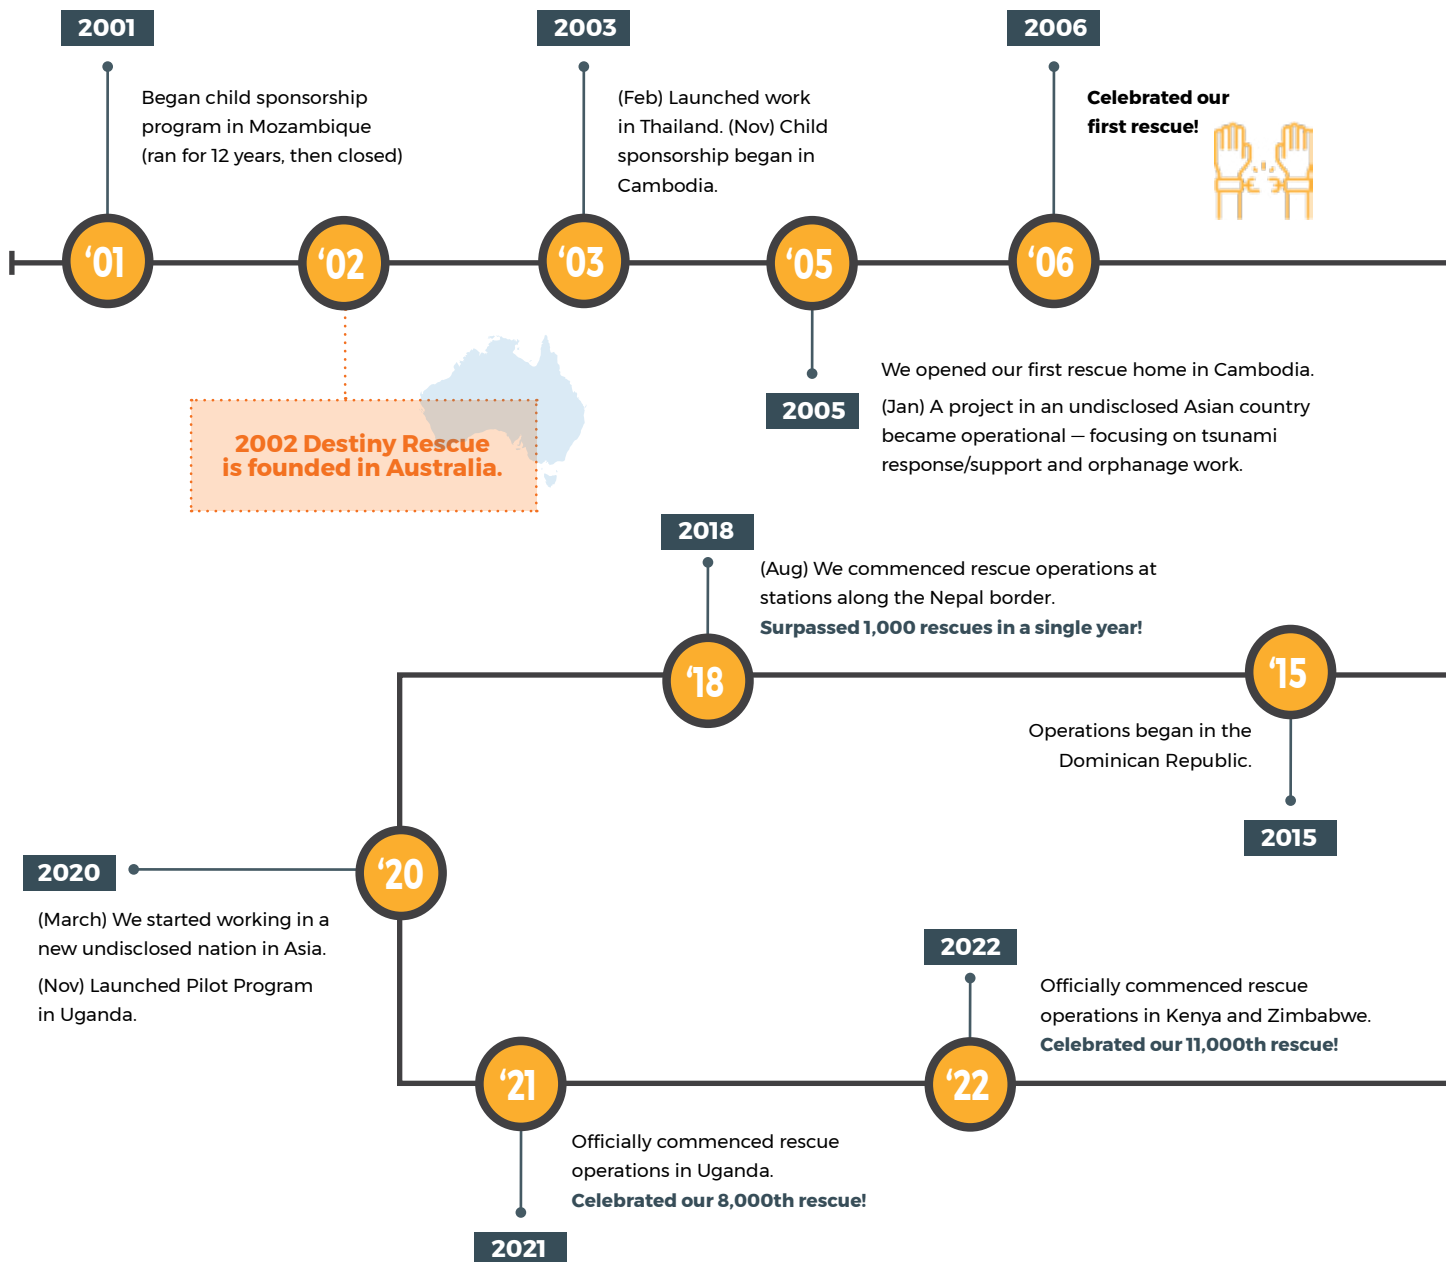 2001
Began child sponsorship
program in Mozambique
(ran for 12 years, then closed)
2003
(Feb) Launched work
in Thailand. (Nov) Child
sponsorship began in
Cambodia.
2006
Celebrated our
first rescue!
‘01
‘02
‘03
‘05
‘06
2002 Destiny Rescue
is founded in Australia.
2005
We opened our first rescue home in Cambodia.
(Jan) A project in an undisclosed Asian country
became operational — focusing on tsunami
response/support and orphanage work.
2018
(Aug) We commenced rescue operations at
stations along the Nepal border.
Surpassed 1,000 rescues in a single year!
‘18
‘15
Operations began in the
Dominican Republic.
2015
2020
‘20
(March) We started working in a
new undisclosed nation in Asia.
(Nov) Launched Pilot Program
in Uganda.
2022
Officially commenced rescue
operations in Kenya and Zimbabwe.
Celebrated our 11,000th rescue!
‘21
‘22
Officially commenced rescue
operations in Uganda.
Celebrated our 8,000th rescue!
2021